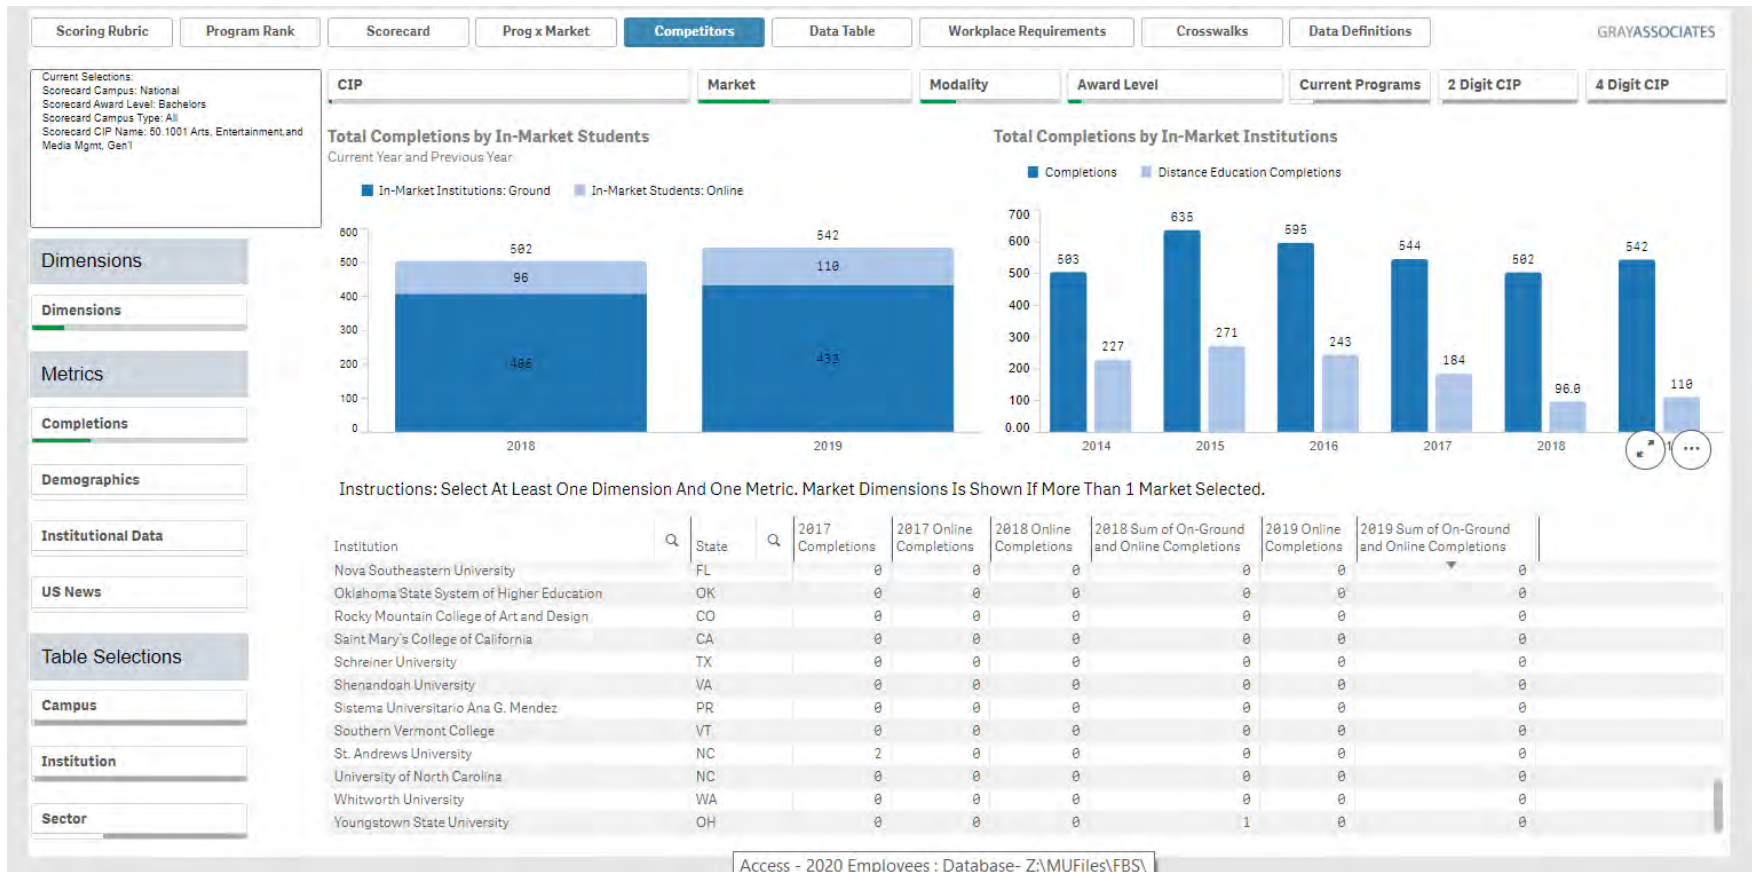 Scoring Rubric
Program Rank
Scorecard
Prog x Market
Competitors
Data Table
Workplace Requirements
Crosswalks
Data Definitions
GRAYASSOCIATES
Current Selections:
Scorecard Campus: National
Scorecard Award Level: Bachelors
Scorecard Campus Type: All
Scorecard CIP Name: 50.1001 Arts, Entertainment,and
Media Mgmt, Gen'l
CIP
Market
Modality
Award Level
Current Programs
2 Digit CIP
4 Digit CIP
Dimensions
Dimensions
Metrics
Completions
Demographics
Institutional Data
US News
Table Selections
Campus
Institution
Sector
Total Completions by In-Market Students
Current Year and Previous Year
In-Market Institutions: Ground
In-Market Students: Online
600
500
400
300
200
100
0
502
96
406
542
110
433
2018
2019
Total Completions by In-Market Institutions
Completions
Distance Education Completions
700
600
500
400
300
200
100
0.00
503
227
635
271
595
243
544
184
502
96.0
542
110
2014
2015
2016
2017
2018
Instructions: Select At Least One Dimension And One Metric. Market Dimensions Is Shown If More Than 1 Market Selected.
Institution State 2017 Completions 2017 Online Completions 2018 Online Completions 2018 Sum of On-Ground and Online Completions 2019 Online Completions 2019 Sum of On-Ground and Online Completions
Nova Southeastern University FL 0 0 0 0 0 0
Oklahoma State System of Higher Education OK 0 0 0 0 0 0
Rocky Mountain College of Art and Design CO 0 0 0 0 0 0
Saint Mary's College of California CA 0 0 0 0 0 0
Schreiner University TX 0 0 0 0 0 0
Shenandoah University VA 0 0 0 0 0 0
Sistema Universitario Ana G. Mendez PR 0 0 0 0 0 0
Southern Vermont College VT 0 0 0 0 0 0
St. Andrews University NC 2 0 0 0 0 0
University of North Carolina NC 0 0 0 0 0 0
Whitworth University WA 0 0 0 0 0 0
Youngstown State University OH 0 0 0 1 0 0
Access - 2020 Employees : Database- Z:\MUFiles\FBS\